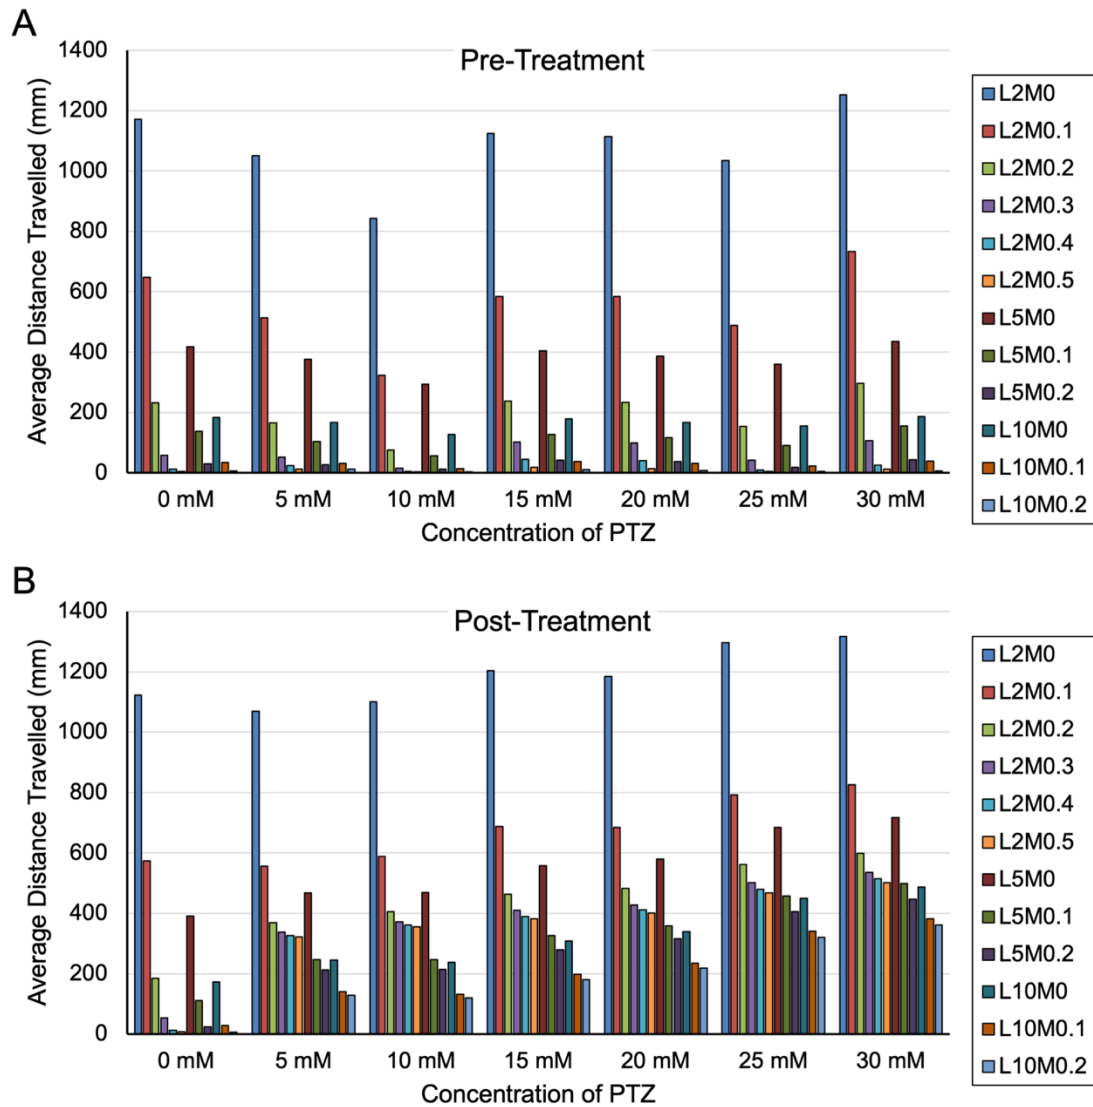 A
Pre-Treatment
Average Distance Travelled (mm)
1400
1200
1000
800
600
400
200
0
0 mM 5 mM 10 mM 15 mM 20 mM 25 mM 30 mM
Concentration of PTZ
L2M0
L2M0.1
L2M0.2
L2M0.3
L2M0.4
L2M0.5
L5M0
L5M0.1
L5M0.2
L10M0
L10M0.1
L10M0.2
B
Post-Treatment
Average Distance Travelled (mm)
1400
1200
1000
800
600
400
200
0
0 mM 5 mM 10 mM 15 mM 20 mM 25 mM 30 mM
Concentration of PTZ
L2M0
L2M0.1
L2M0.2
L2M0.3
L2M0.4
L2M0.5
L5M0
L5M0.1
L5M0.2
L10M0
L10M0.1
L10M0.2